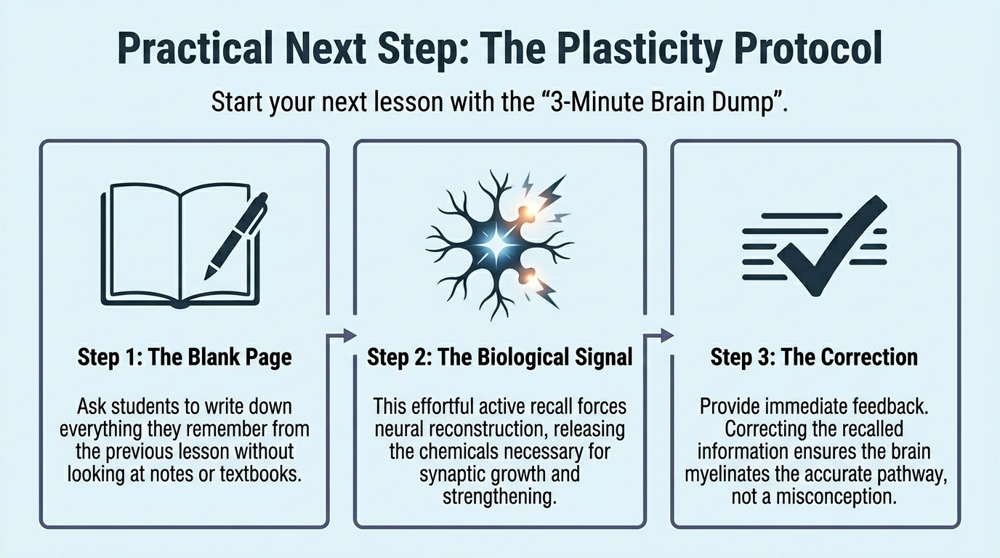 Practical Next Step: The Plasticity Protocol
Start your next lesson with the “3-Minute Brain Dump”.
Step 1: The Blank Page
Ask students to write down
everything they remember from
the previous lesson without
looking at notes or textbooks.
Step 2: The Biological Signal
This effortful active recall forces
neural reconstruction, releasing
the chemicals necessary for
synaptic growth and
strengthening.
Step 3: The Correction
Provide immediate feedback.
Correcting the recalled
information ensures the brain
myelinates the accurate pathway,
not a misconception.